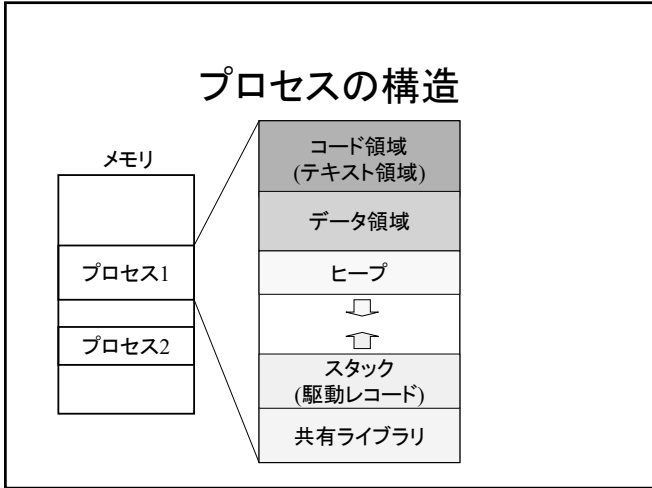 プロセスの構造
メモリ
プロセス1
プロセス2
コード領域
(テキスト領域)
データ領域
ヒープ
スタック
(駆動レコード)
共有ライブラリ